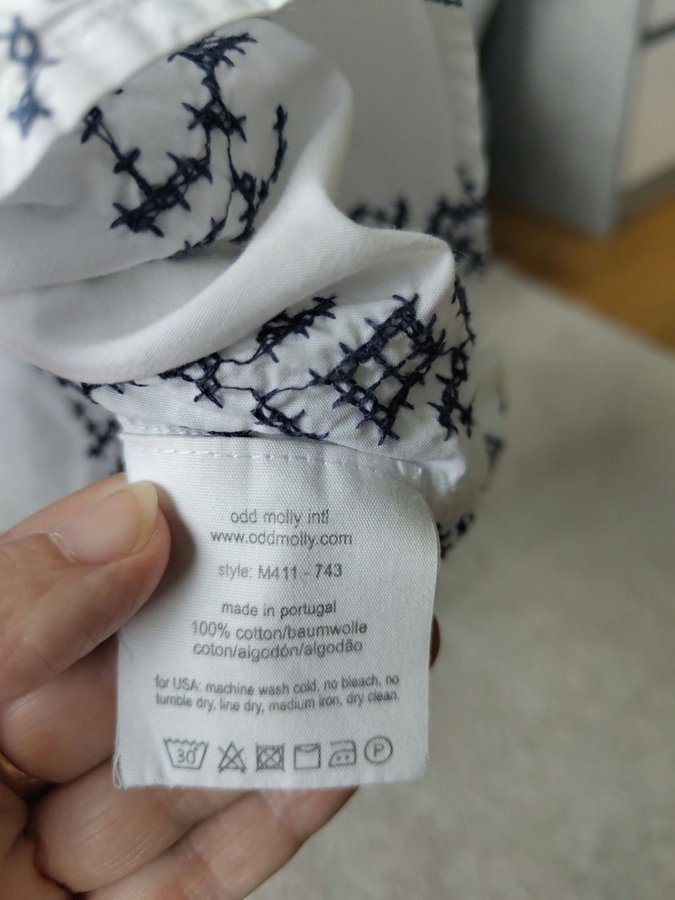 odd molly intl
www.oddmolly.com
style: M411 - 743
made in portugal
100% cotton/baumwolle
coton/algodón/algodão
for USA: machine wash cold, no bleach, no
tumble dry, line dry, medium iron, dry clean.
30°
P